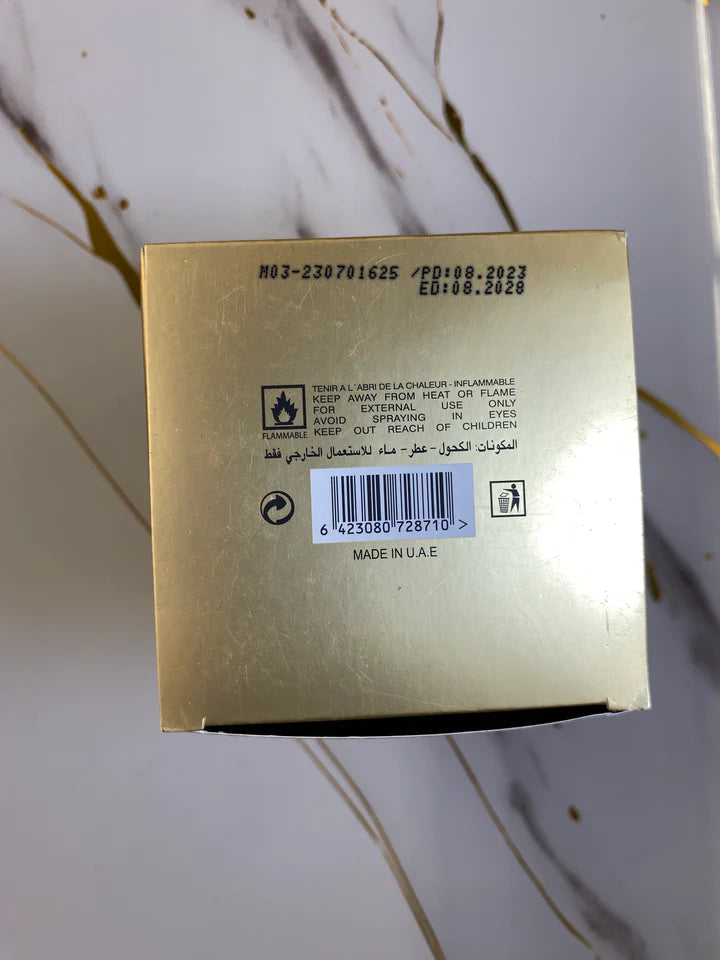 M03-230701625 /PD:08.2023
ED:08.2028
TENIR A L´ABRI DE LA CHALEUR - INFLAMMABLE
KEEP AWAY FROM HEAT OR FLAME
FOR EXTERNAL USE ONLY
AVOID SPRAYING IN EYES
KEEP OUT REACH OF CHILDREN
FLAMMABLE
المكونات: الكحول - عطر - ماء للاستعمال الخارجي فقط
6 423080 728710 >
MADE IN U.A.E